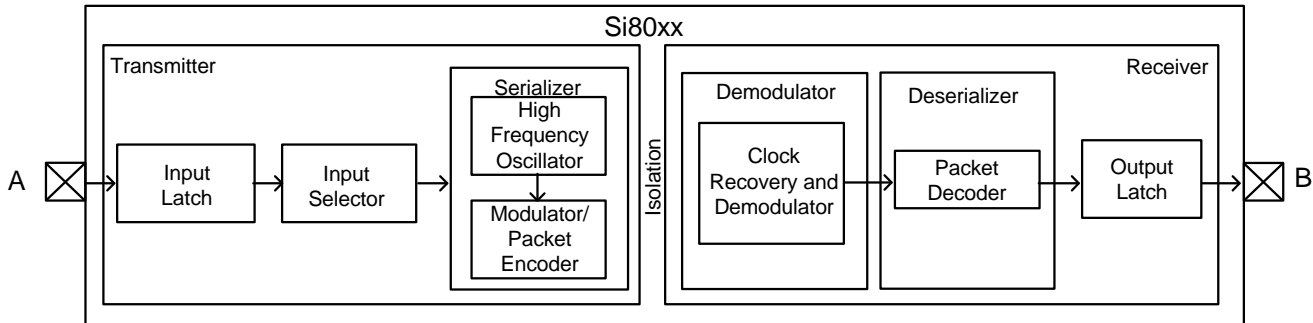 Si80xx
Transmitter
Receiver
Serializer
High
Frequency
Oscillator
Modulator/
Packet
Encoder
Input
Latch
Input
Selector
A
Isolation
Demodulator
Clock
Recovery and
Demodulator
Deserializer
Packet
Decoder
Output
Latch
B